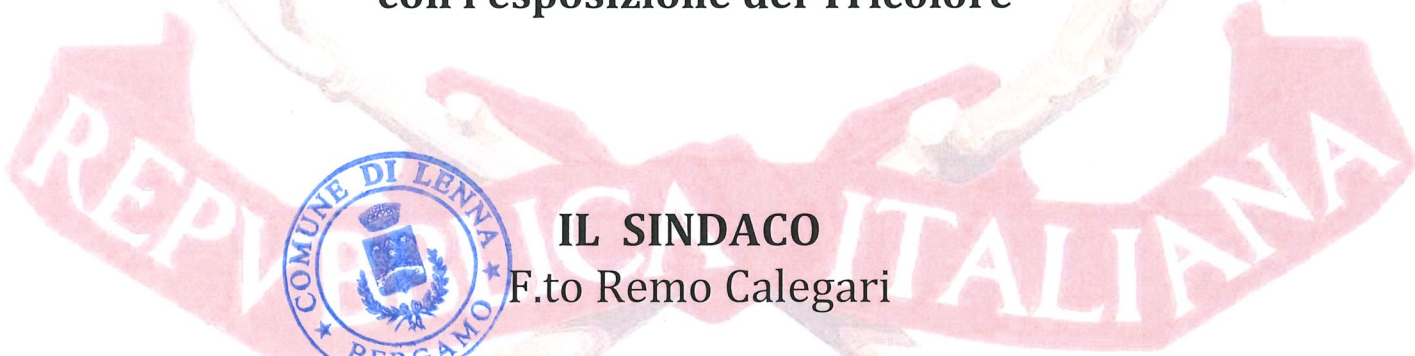 con l'esposizione del Tricolore
REPVBBLICA ITALIANA
COMUNE DI LENNA
IL SINDACO
F.to Remo Calegari
BERGAMO